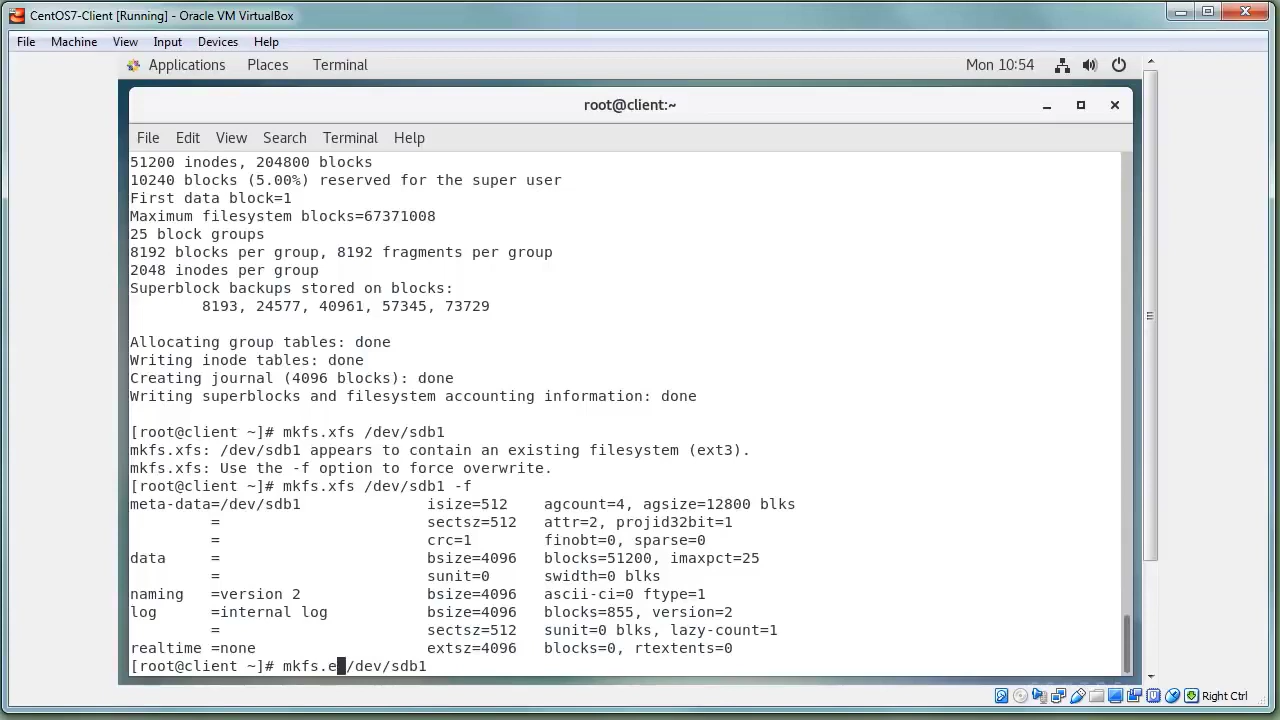 CentOS7-Client [Running] - Oracle VM VirtualBox
File Machine View Input Devices Help
Applications Places Terminal Mon 10:54
root@client:~
File Edit View Search Terminal Help
51200 inodes, 204800 blocks
10240 blocks (5.00%) reserved for the super user
First data block=1
Maximum filesystem blocks=67371008
25 block groups
8192 blocks per group, 8192 fragments per group
2048 inodes per group
Superblock backups stored on blocks:
8193, 24577, 40961, 57345, 73729
Allocating group tables: done
Writing inode tables: done
Creating journal (4096 blocks): done
Writing superblocks and filesystem accounting information: done
[root@client ~]# mkfs.xfs /dev/sdb1
mkfs.xfs: /dev/sdb1 appears to contain an existing filesystem (ext3).
mkfs.xfs: Use the -f option to force overwrite.
[root@client ~]# mkfs.xfs /dev/sdb1 -f
meta-data=/dev/sdb1 isize=512 agcount=4, agsize=12800 blks
= sectsz=512 attr=2, projid32bit=1
= crc=1 finobt=0, sparse=0
data = bsize=4096 blocks=51200, imaxpct=25
= sunit=0 swidth=0 blks
naming =version 2 bsize=4096 ascii-ci=0 ftype=1
log =internal log bsize=4096 blocks=855, version=2
= sectsz=512 sunit=0 blks, lazy-count=1
realtime =none extsz=4096 blocks=0, rtextents=0
[root@client ~]# mkfs.e /dev/sdb1
Right Ctrl